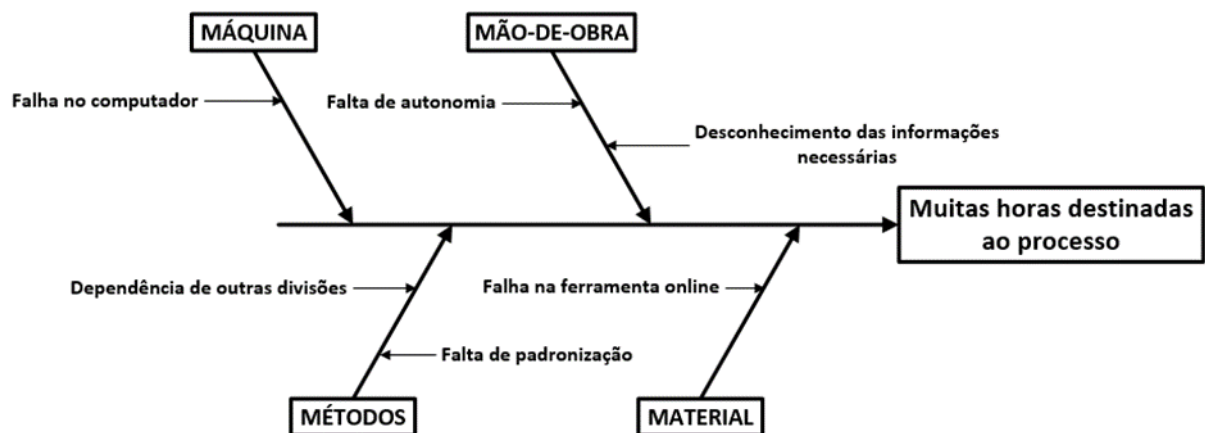 MÁQUINA
MÃO-DE-OBRA
Falha no computador
Falta de autonomia
Desconhecimento das informações
necessárias
Muitas horas destinadas
ao processo
Dependência de outras divisões
Falha na ferramenta online
Falta de padronização
MÉTODOS
MATERIAL